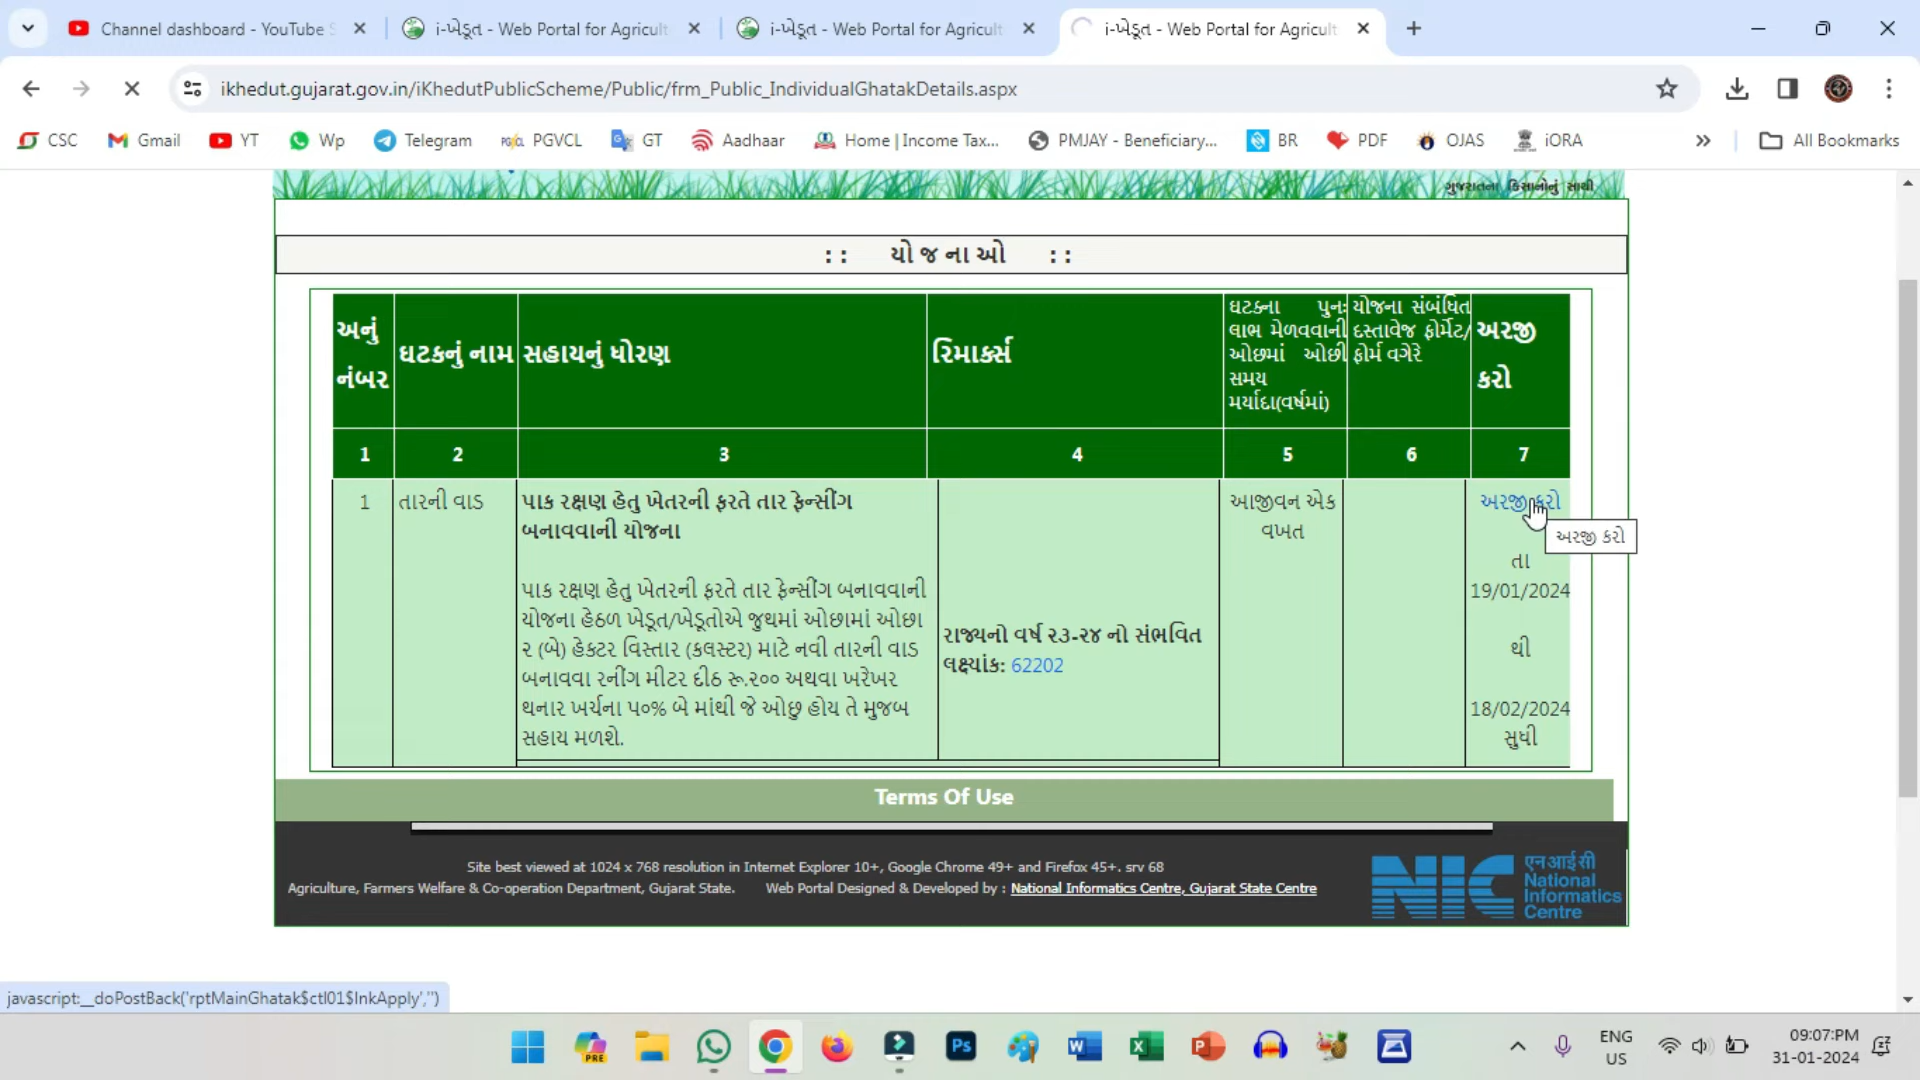 Channel dashboard - YouTube S
i-ખેડૂત - Web Portal for Agricult
i-ખેડૂત - Web Portal for Agricult
i-ખેડૂત - Web Portal for Agricult
ikhedut.gujarat.gov.in/iKhedutPublicScheme/Public/frm_Public_IndividualGhatakDetails.aspx
CSC Gmail YT Wp Telegram PGVCL GT Aadhaar Home | Income Tax... PMJAY - Beneficiary... BR PDF OJAS iORA All Bookmarks
ગુજરાતના કિસાનોનું સાથી
:: યોજનાઓ ::
અનું
નંબર
ઘટકનું નામ
સહાયનું ધોરણ
રિમાર્ક્સ
ઘટકના પુનઃ
લાભ મેળવવાની
ઓછમાં ઓછી
સમય
મર્યાદા(વર્ષમાં)
યોજના સંબંધિત
દસ્તાવેજ ફોર્મેટ/
ફોર્મ વગેરે
અરજી
કરો
1 2 3 4 5 6 7
1
તારની વાડ
પાક રક્ષણ હેતુ ખેતરની ફરતે તાર ફેન્સીંગ
બનાવવાની યોજના
પાક રક્ષણ હેતુ ખેતરની ફરતે તાર ફેન્સીંગ બનાવવાની
યોજના હેઠળ ખેડૂત/ખેડૂતોએ જુથમાં ઓછામાં ઓછા
૨ (બે) હેક્ટર વિસ્તાર (કલસ્ટર) માટે નવી તારની વાડ
બનાવવા રનીંગ મીટર દીઠ રૂ.૨૦૦ અથવા ખરેખર
થનાર ખર્ચના ૫૦% બે માંથી જે ઓછુ હોય તે મુજબ
સહાય મળશે.
રાજ્યનો વર્ષ ૨૩-૨૪ નો સંભવિત
લક્ષ્યાંક: 62202
આજીવન એક
વખત
અરજી કરો
અરજી કરો
તા
19/01/2024
થી
18/02/2024
સુધી
Terms Of Use
Site best viewed at 1024 x 768 resolution in Internet Explorer 10+, Google Chrome 49+ and Firefox 45+. srv 68
Agriculture, Farmers Welfare & Co-operation Department, Gujarat State. Web Portal Designed & Developed by : National Informatics Centre, Gujarat State Centre
NIC
एनआईसी
National
Informatics
Centre
javascript:__doPostBack('rptMainGhatak$ctl01$lnkApply','')
PRE
Ps
ENG
US
09:07:PM
31-01-2024